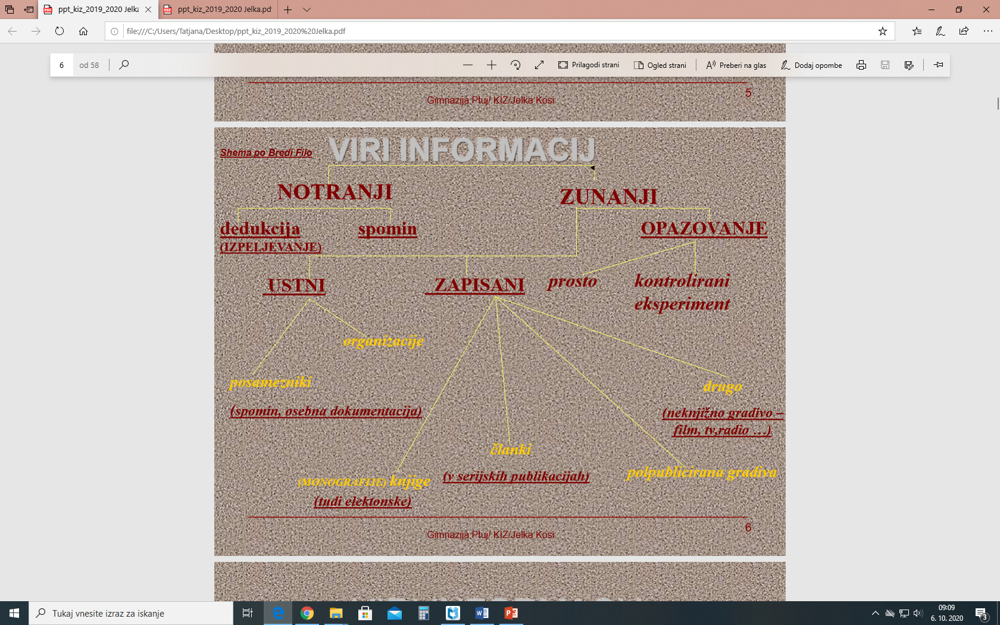 ppt_kiz_2019_2020 Jelka
ppt_kiz_2019_2020 Jelka.pdf
file:///C:/Users/Tatjana/Desktop/ppt_kiz_2019_2020%20Jelka.pdf
6 od 58
Prilagodi strani
Ogled strani
Preberi na glas
Dodaj opombe
5
Gimnazija Ptuj/ KIZ/Jelka Kosi
Shema po Bredi Filo
VIRI INFORMACIJ
NOTRANJI
ZUNANJI
dedukcija
(IZPELJEVANJE)
spomin
OPAZOVANJE
USTNI
ZAPISANI
prosto
kontrolirani
eksperiment
organizacije
posamezniki
(spomin, osebna dokumentacija)
drugo
(neknjižno gradivo –
film, tv,radio …)
članki
(v serijskih publikacijah)
polpublicirana gradiva
(MONOGRAFIJE) knjige
(tudi elektonske)
6
Gimnazija Ptuj/ KIZ/Jelka Kosi
Tukaj vnesite izraz za iskanje
09:09
6. 10. 2020
3